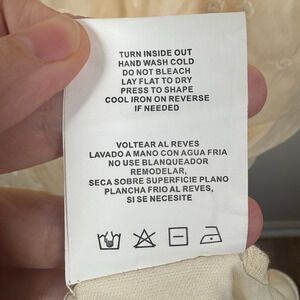 TURN INSIDE OUT
HAND WASH COLD
DO NOT BLEACH
LAY FLAT TO DRY
PRESS TO SHAPE
COOL IRON ON REVERSE
IF NEEDED
VOLTEAR AL REVES
LAVADO A MANO CON AGUA FRIA
NO USE BLANQUEADOR
REMODELAR,
SECA SOBRE SUPERFICIE PLANO
PLANCHA FRIO AL REVES,
SI SE NECESITE